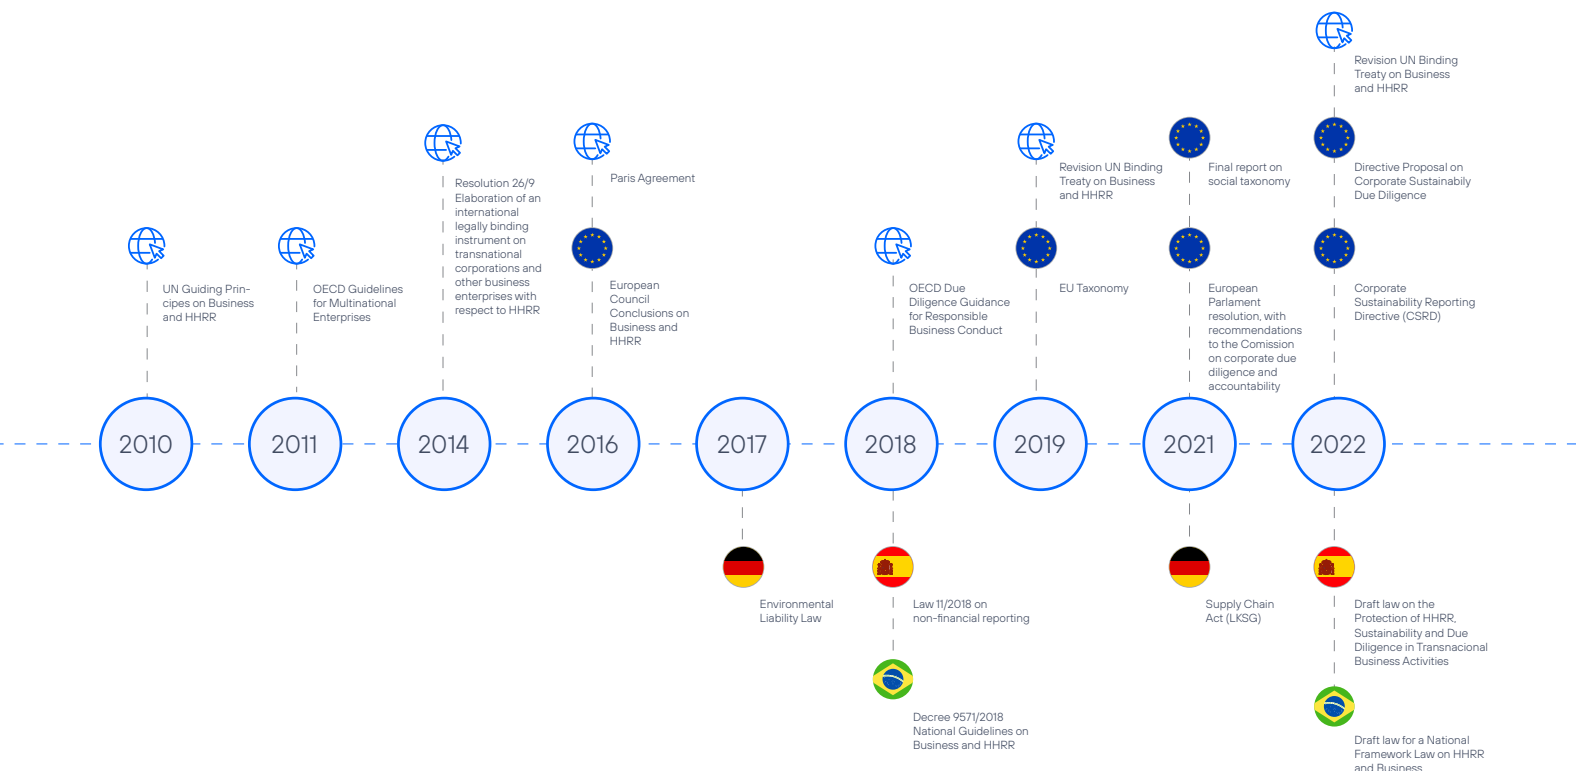 Revision UN Binding
Treaty on Business
and HHRR
Resolution 26/9
Elaboration of an
international
legally binding
instrument on
transnational
corporations and
other business
enterprises with
respect to HHRR
Paris Agreement
Revision UN Binding
Treaty on Business
and HHRR
Final report on
social taxonomy
Directive Proposal on
Corporate Sustainabily
Due Diligence
UN Guiding Prin-
cipes on Business
and HHRR
OECD Guidelines
for Multinational
Enterprises
European
Council
Conclusions on
Business and
HHRR
OECD Due
Diligence Guidance
for Responsible
Business Conduct
EU Taxonomy
European
Parlament
resolution, with
recommendations
to the Comission
on corporate due
diligence and
accountability
Corporate
Sustainability Reporting
Directive (CSRD)
2010
2011
2014
2016
2017
2018
2019
2021
2022
Environmental
Liability Law
Law 11/2018 on
non-financial reporting
Supply Chain
Act (LKSG)
Draft law on the
Protection of HHRR,
Sustainability and Due
Diligence in Transnacional
Business Activities
Decree 9571/2018
National Guidelines on
Business and HHRR
Draft law for a National
Framework Law on HHRR
and Business